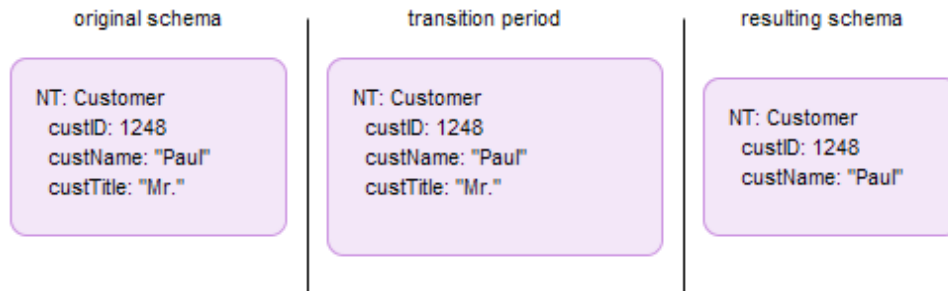 original schema
transition period
resulting schema
NT: Customer
custID: 1248
custName: "Paul"
custTitle: "Mr."
NT: Customer
custID: 1248
custName: "Paul"
custTitle: "Mr."
NT: Customer
custID: 1248
custName: "Paul"